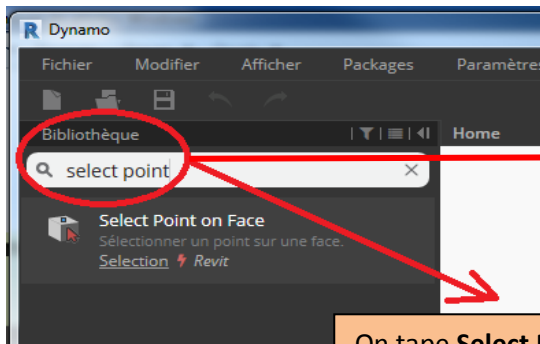 Dynamo
Fichier Modifier Afficher Packages Paramètres
Bibliothèque Home
select point
Select Point on Face
Sélectionner un point sur une face.
Selection Revit
On tape Select